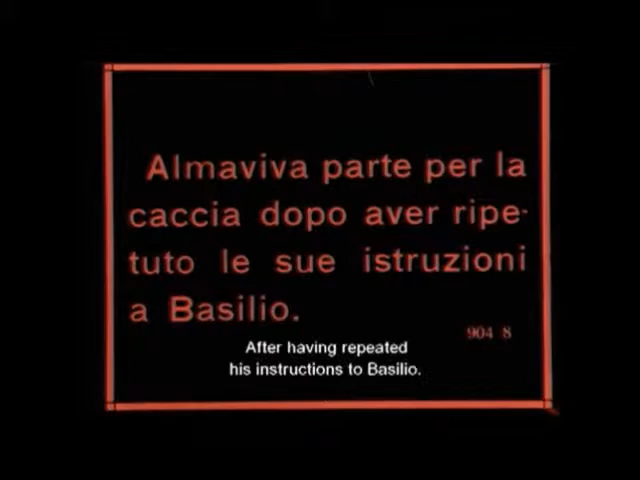 Almaviva parte per la
caccia dopo aver ripe-
tuto le sue istruzioni
a Basilio.
904 8
After having repeated
his instructions to Basilio.